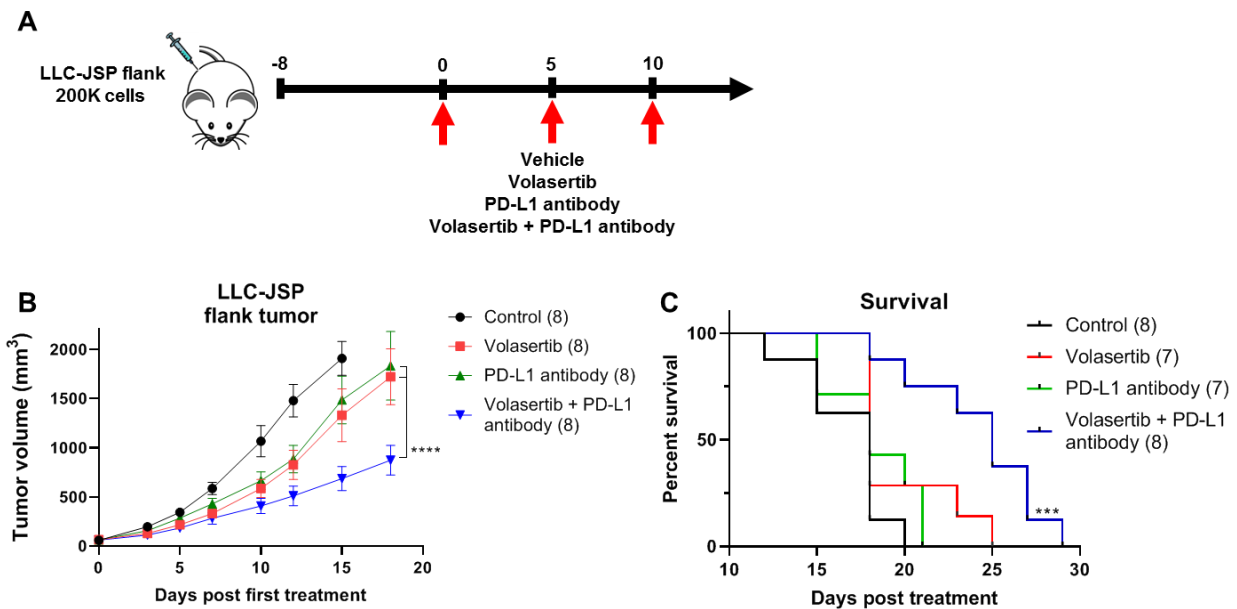 A
LLC-JSP flank
200K cells
-8
0
5
10
Vehicle
Volasertib
PD-L1 antibody
Volasertib + PD-L1 antibody
B
LLC-JSP
flank tumor
Tumor volume (mm³)
2000
1500
1000
500
0
0
5
10
15
20
Days post first treatment
Control (8)
Volasertib (8)
PD-L1 antibody (8)
Volasertib + PD-L1
antibody (8)
****
C
Survival
Percent survival
100
50
0
10
15
20
25
30
Days post treatment
Control (8)
Volasertib (7)
PD-L1 antibody (7)
Volasertib + PD-L1
antibody (8)
***